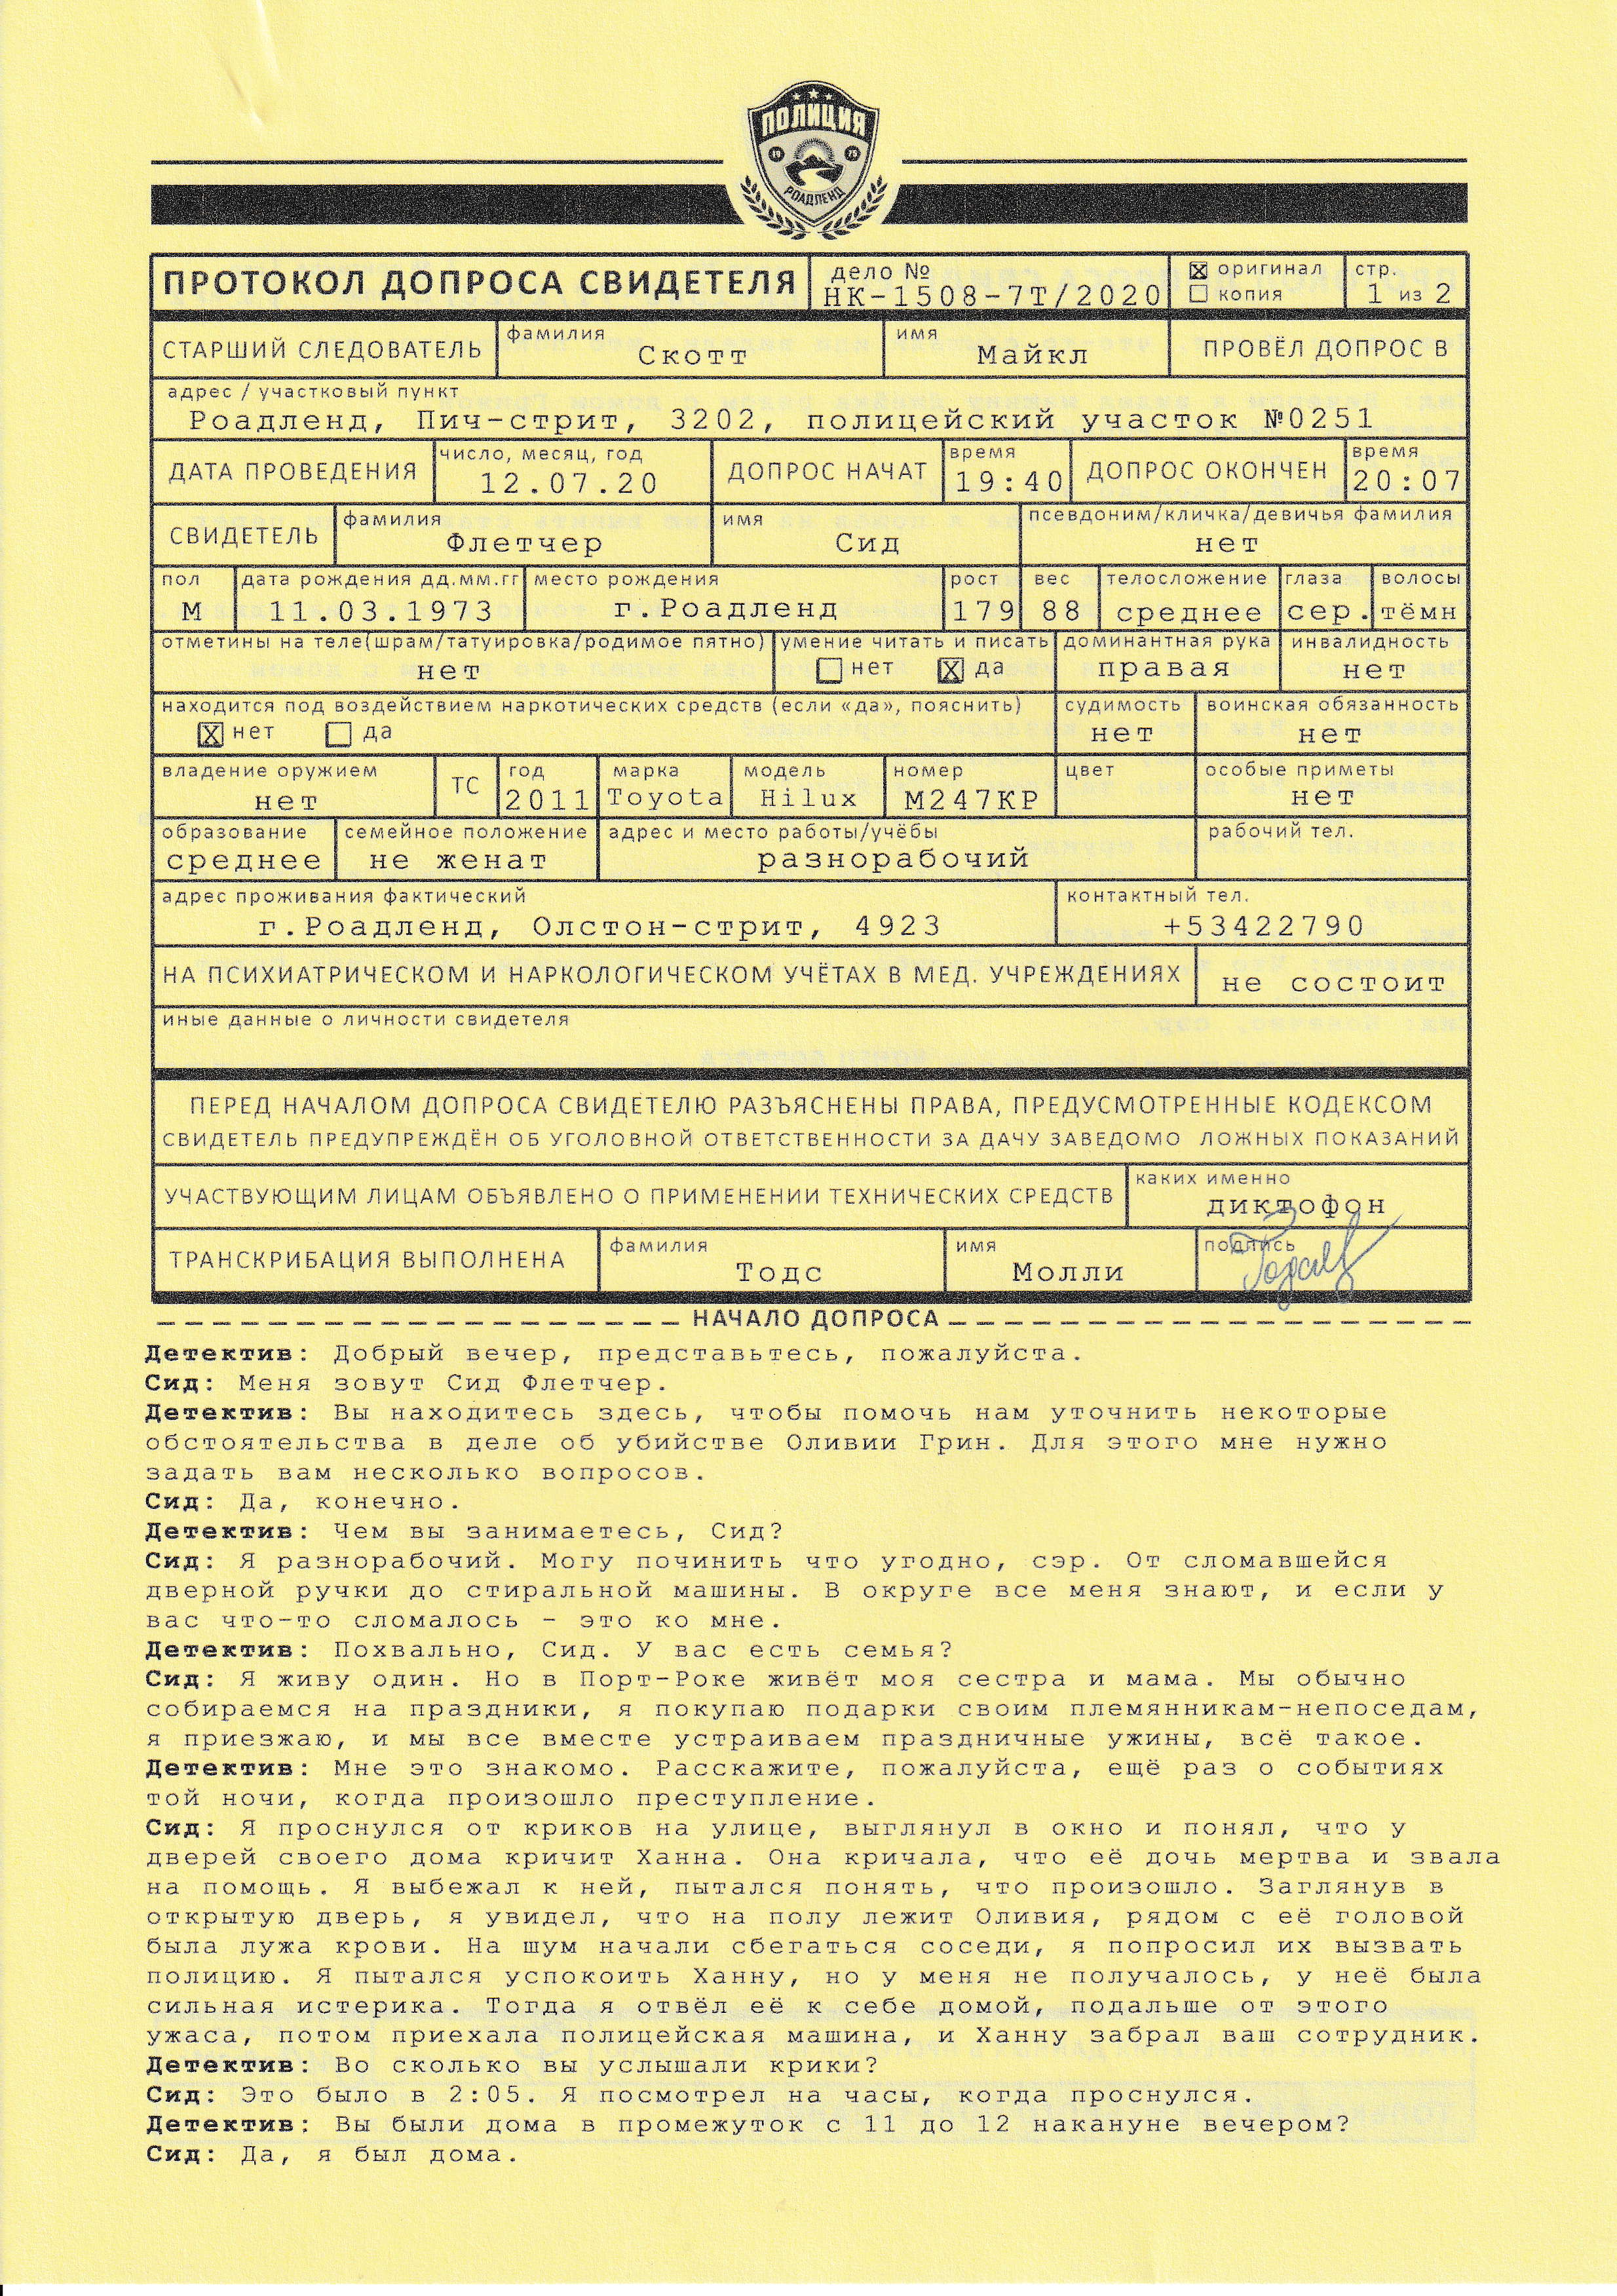 ПОЛИЦИЯ
19 75
РОАДЛЕНД
ПРОТОКОЛ ДОПРОСА СВИДЕТЕЛЯ
дело №
НК-1508-7Т/2020
☒ оригинал
☐ копия
стр.
1 из 2
СТАРШИЙ СЛЕДОВАТЕЛЬ
фамилия
Скотт
имя
Майкл
ПРОВЁЛ ДОПРОС В
адрес / участковый пункт
Роадленд, Пич-стрит, 3202, полицейский участок №0251
ДАТА ПРОВЕДЕНИЯ
число, месяц, год
12.07.20
ДОПРОС НАЧАТ
время
19:40
ДОПРОС ОКОНЧЕН
время
20:07
СВИДЕТЕЛЬ
фамилия
Флетчер
имя
Сид
псевдоним/кличка/девичья фамилия
нет
пол
М
дата рождения дд.мм.гг
11.03.1973
место рождения
г.Роадленд
рост
179
вес
88
телосложение
среднее
глаза
сер.
волосы
тёмн
отметины на теле(шрам/татуировка/родимое пятно)
нет
умение читать и писать
☐ нет ☒ да
доминантная рука
правая
инвалидность
нет
находится под воздействием наркотических средств (если «да», пояснить)
☒ нет ☐ да
судимость
нет
воинская обязанность
нет
владение оружием
нет
ТС
год
2011
марка
Toyota
модель
Hilux
номер
М247КР
цвет
особые приметы
нет
образование
среднее
семейное положение
не женат
адрес и место работы/учёбы
разнорабочий
рабочий тел.
адрес проживания фактический
г.Роадленд, Олстон-стрит, 4923
контактный тел.
+53422790
НА ПСИХИАТРИЧЕСКОМ И НАРКОЛОГИЧЕСКОМ УЧЁТАХ В МЕД. УЧРЕЖДЕНИЯХ
не состоит
иные данные о личности свидетеля
ПЕРЕД НАЧАЛОМ ДОПРОСА СВИДЕТЕЛЮ РАЗЪЯСНЕНЫ ПРАВА, ПРЕДУСМОТРЕННЫЕ КОДЕКСОМ
СВИДЕТЕЛЬ ПРЕДУПРЕЖДЁН ОБ УГОЛОВНОЙ ОТВЕТСТВЕННОСТИ ЗА ДАЧУ ЗАВЕДОМО ЛОЖНЫХ ПОКАЗАНИЙ
УЧАСТВУЮЩИМ ЛИЦАМ ОБЪЯВЛЕНО О ПРИМЕНЕНИИ ТЕХНИЧЕСКИХ СРЕДСТВ
каких именно
диктофон
ТРАНСКРИБАЦИЯ ВЫПОЛНЕНА
фамилия
Тодс
имя
Молли
подпись
НАЧАЛО ДОПРОСА
Детектив: Добрый вечер, представьтесь, пожалуйста.
Сид: Меня зовут Сид Флетчер.
Детектив: Вы находитесь здесь, чтобы помочь нам уточнить некоторые
обстоятельства в деле об убийстве Оливии Грин. Для этого мне нужно
задать вам несколько вопросов.
Сид: Да, конечно.
Детектив: Чем вы занимаетесь, Сид?
Сид: Я разнорабочий. Могу починить что угодно, сэр. От сломавшейся
дверной ручки до стиральной машины. В округе все меня знают, и если у
вас что-то сломалось - это ко мне.
Детектив: Похвально, Сид. У вас есть семья?
Сид: Я живу один. Но в Порт-Роке живёт моя сестра и мама. Мы обычно
собираемся на праздники, я покупаю подарки своим племянникам-непоседам,
я приезжаю, и мы все вместе устраиваем праздничные ужины, всё такое.
Детектив: Мне это знакомо. Расскажите, пожалуйста, ещё раз о событиях
той ночи, когда произошло преступление.
Сид: Я проснулся от криков на улице, выглянул в окно и понял, что у
дверей своего дома кричит Ханна. Она кричала, что её дочь мертва и звала
на помощь. Я выбежал к ней, пытался понять, что произошло. Заглянув в
открытую дверь, я увидел, что на полу лежит Оливия, рядом с её головой
была лужа крови. На шум начали сбегаться соседи, я попросил их вызвать
полицию. Я пытался успокоить Ханну, но у меня не получалось, у неё была
сильная истерика. Тогда я отвёл её к себе домой, подальше от этого
ужаса, потом приехала полицейская машина, и Ханну забрал ваш сотрудник.
Детектив: Во сколько вы услышали крики?
Сид: Это было в 2:05. Я посмотрел на часы, когда проснулся.
Детектив: Вы были дома в промежуток с 11 до 12 накануне вечером?
Сид: Да, я был дома.